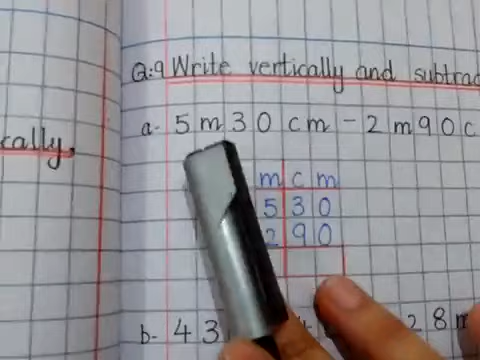 Q:9 Write vertically and subtrac
cally.
a- 5 m 3 0 cm - 2 m 9 0 c
m c m
5 3 0
2 9 0
b- 4 3 2 8 m